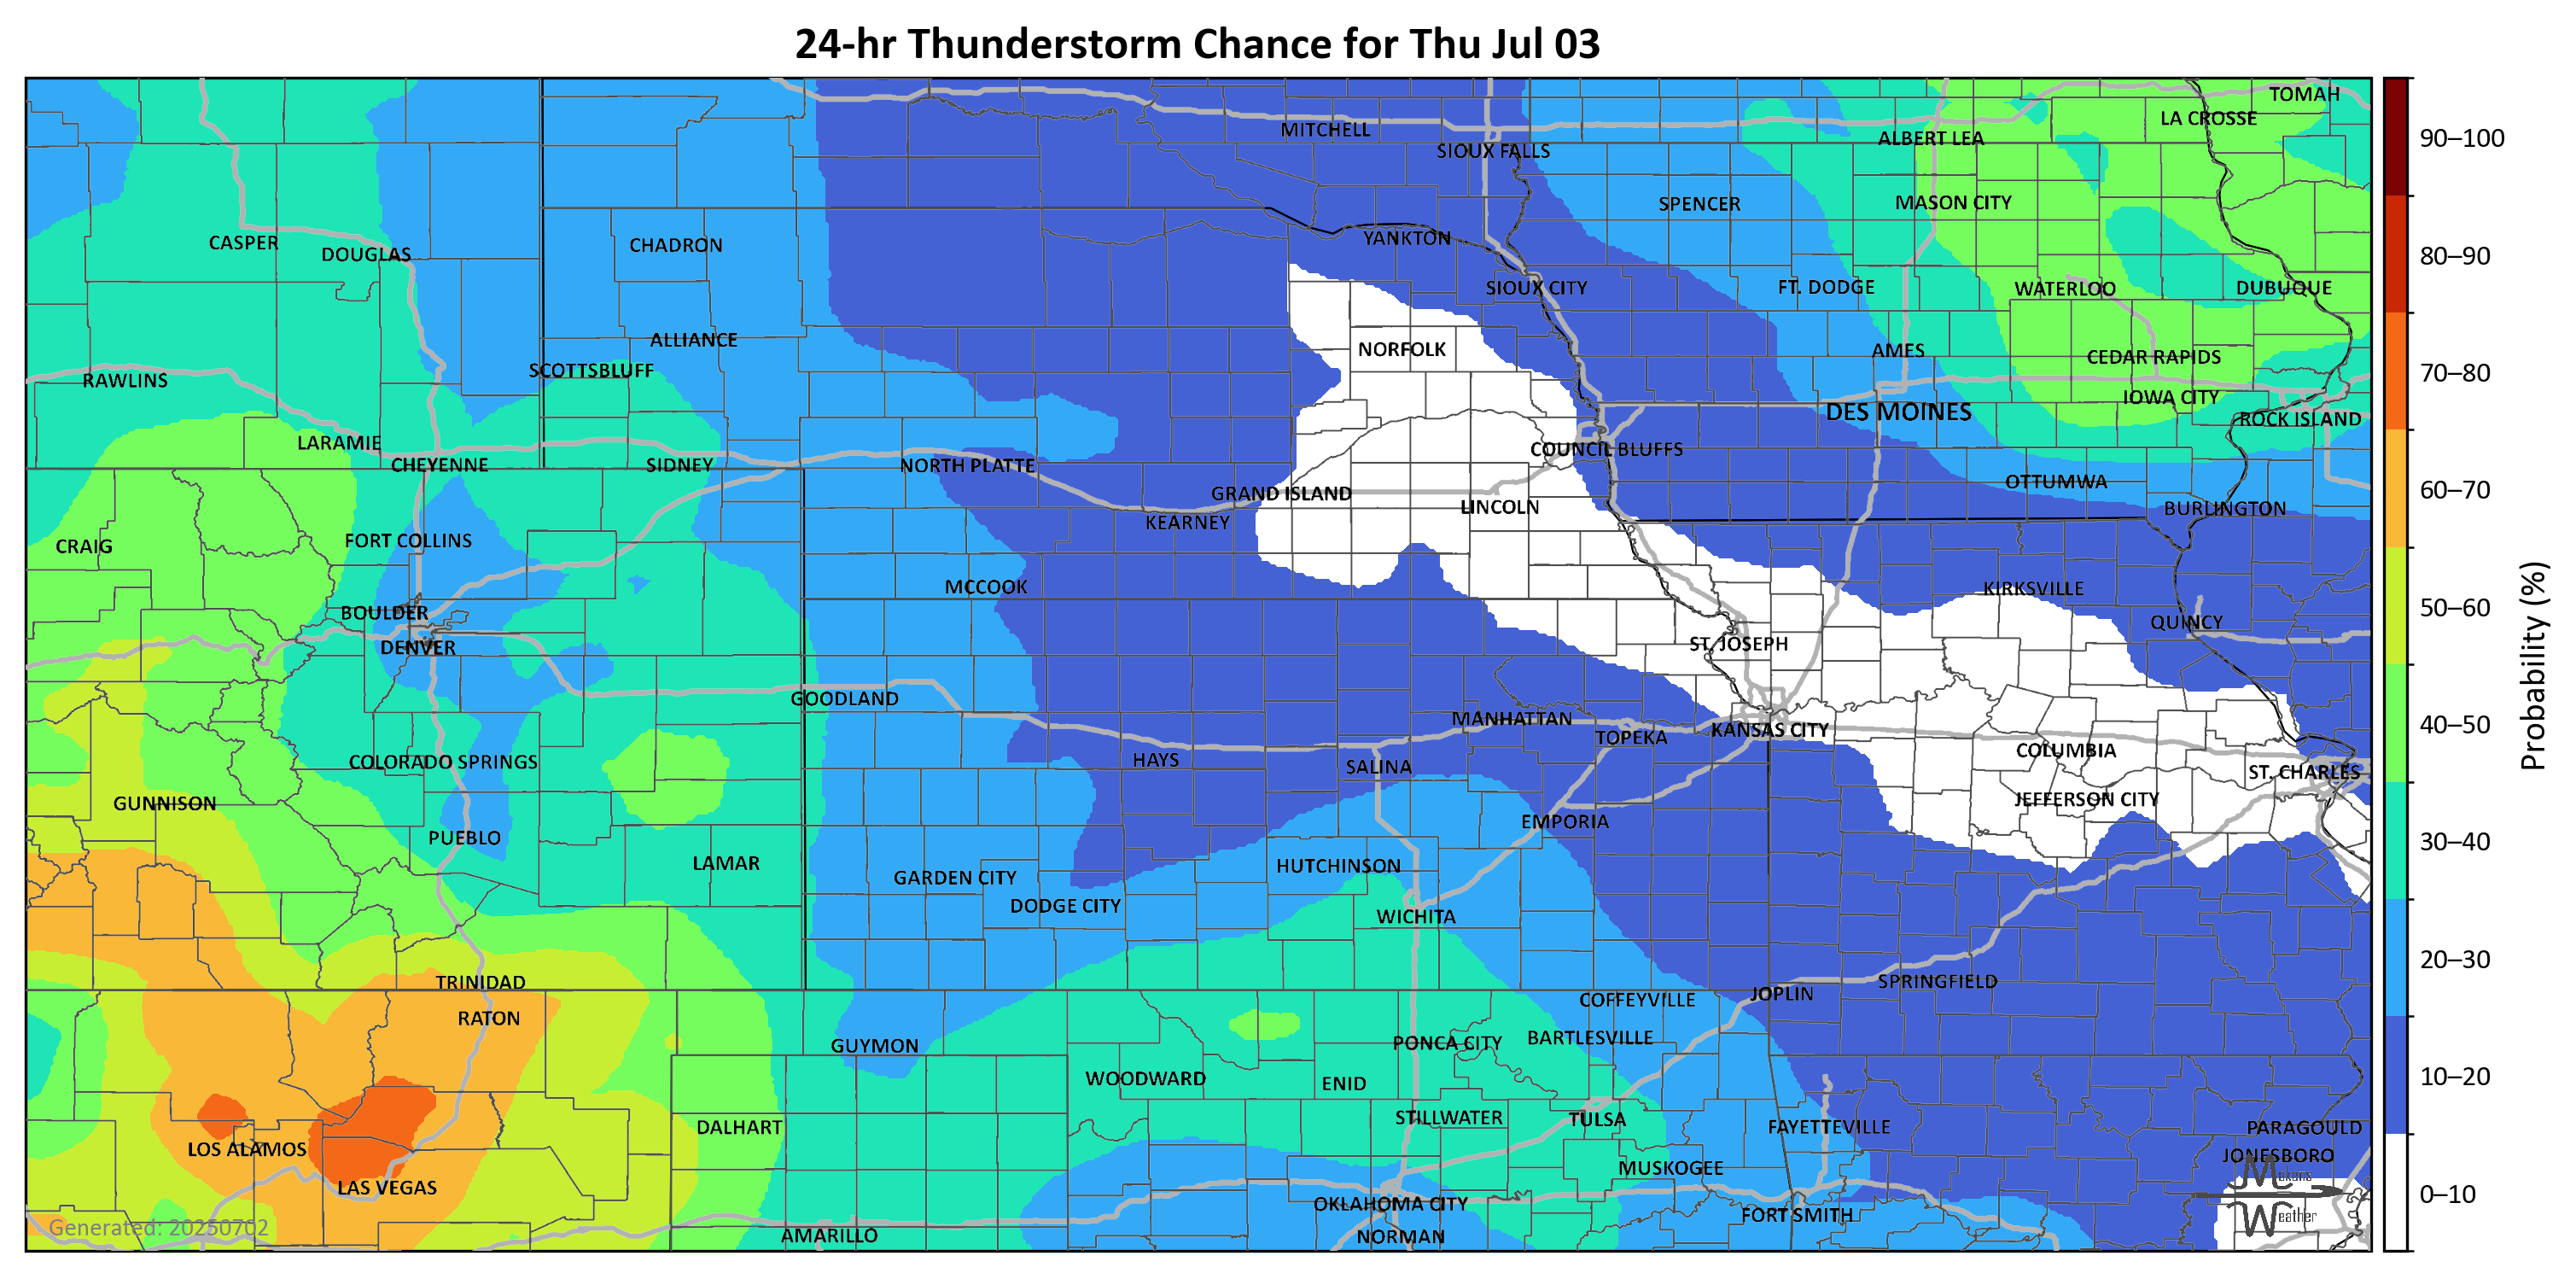 24-hr Thunderstorm Chance for Thu Jul 03
TOMAH
LA CROSSE
MITCHELL
ALBERT LEA
SIOUX FALLS
SPENCER
MASON CITY
CASPER
DOUGLAS
CHADRON
YANKTON
SIOUX CITY
FT. DODGE
WATERLOO
DUBUQUE
ALLIANCE
NORFOLK
AMES
CEDAR RAPIDS
RAWLINS
SCOTTSBLUFF
IOWA CITY
DES MOINES
ROCK ISLAND
LARAMIE
COUNCIL BLUFFS
CHEYENNE
SIDNEY
NORTH PLATTE
OTTUMWA
GRAND ISLAND
LINCOLN
BURLINGTON
KEARNEY
CRAIG
FORT COLLINS
MCCOOK
KIRKSVILLE
BOULDER
QUINCY
DENVER
ST. JOSEPH
GOODLAND
MANHATTAN
TOPEKA
KANSAS CITY
COLUMBIA
COLORADO SPRINGS
HAYS
SALINA
ST. CHARLES
GUNNISON
JEFFERSON CITY
EMPORIA
PUEBLO
LAMAR
HUTCHINSON
GARDEN CITY
DODGE CITY
WICHITA
TRINIDAD
SPRINGFIELD
JOPLIN
COFFEYVILLE
RATON
BARTLESVILLE
GUYMON
PONCA CITY
WOODWARD
ENID
STILLWATER
TULSA
DALHART
FAYETTEVILLE
PARAGOULD
LOS ALAMOS
JONESBORO
MUSKOGEE
LAS VEGAS
OKLAHOMA CITY
FORT SMITH
AMARILLO
NORMAN
Generated: 20250702
Weather
90–100
80–90
70–80
60–70
50–60
40–50
30–40
20–30
10–20
0–10
Probability (%)